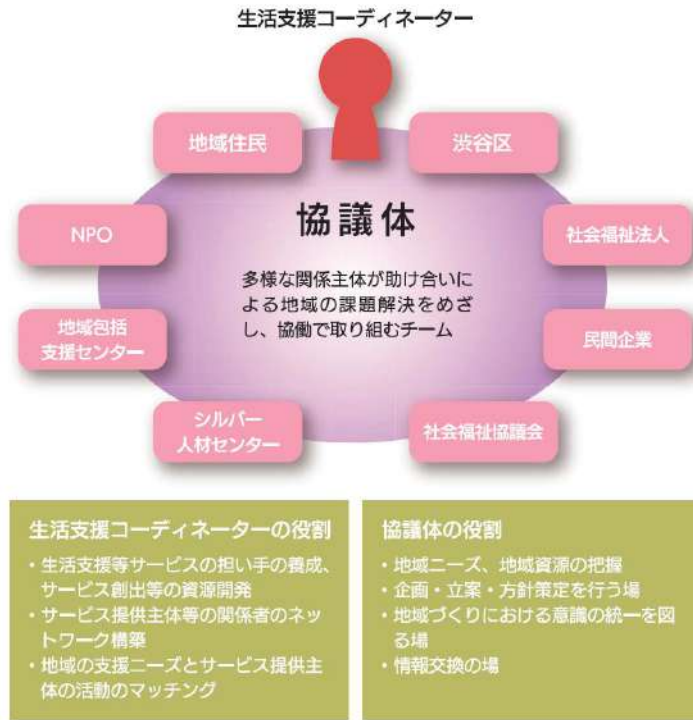 生活支援コーディネーター
地域住民
渋谷区
NPO
協議体
社会福祉法人
多様な関係主体が助け合いに
よる地域の課題解決をめざ
し、協働で取り組むチーム
地域包括
支援センター
民間企業
シルバー
人材センター
社会福祉協議会
生活支援コーディネーターの役割
・生活支援等サービスの担い手の養成、
サービス創出等の資源開発
・サービス提供主体等の関係者のネッ
トワーク構築
・地域の支援ニーズとサービス提供主
体の活動のマッチング
協議体の役割
・地域ニーズ、地域資源の把握
・企画・立案・方針策定を行う場
・地域づくりにおける意識の統一を図
る場
・情報交換の場